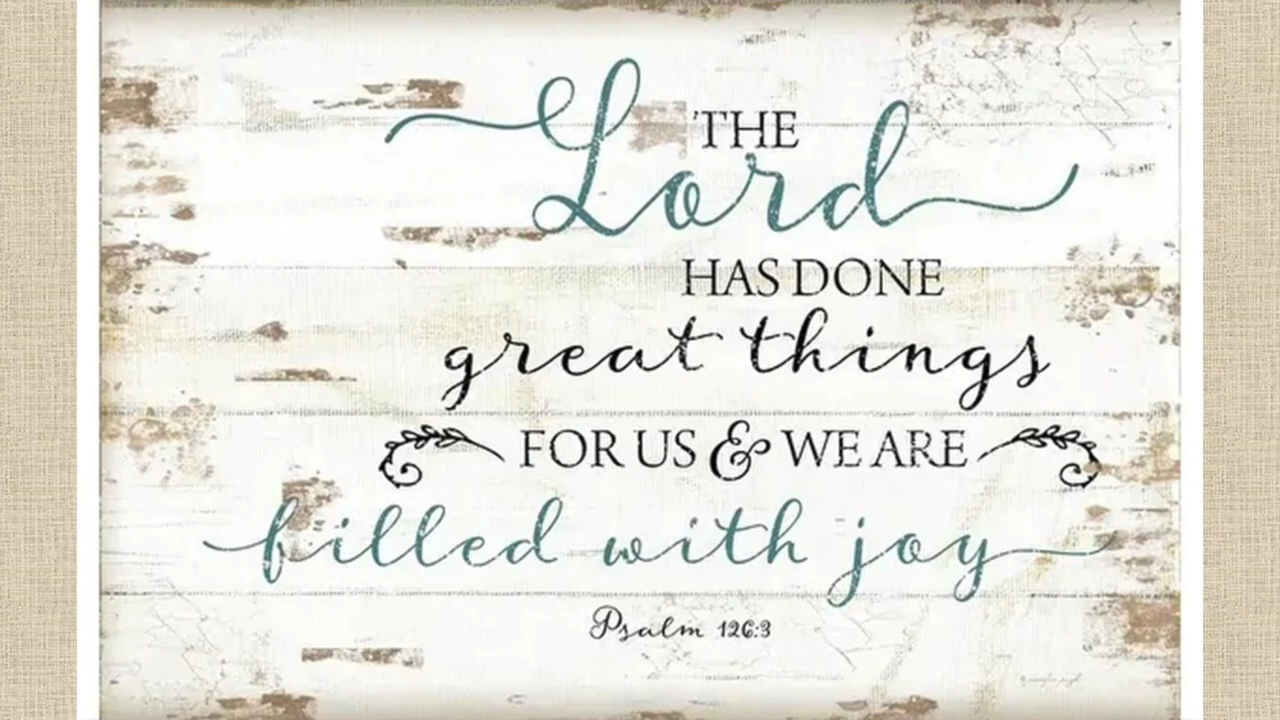 THE
Lord
HAS DONE
great things
FOR US & WE ARE
filled with joy
Psalm 126:3